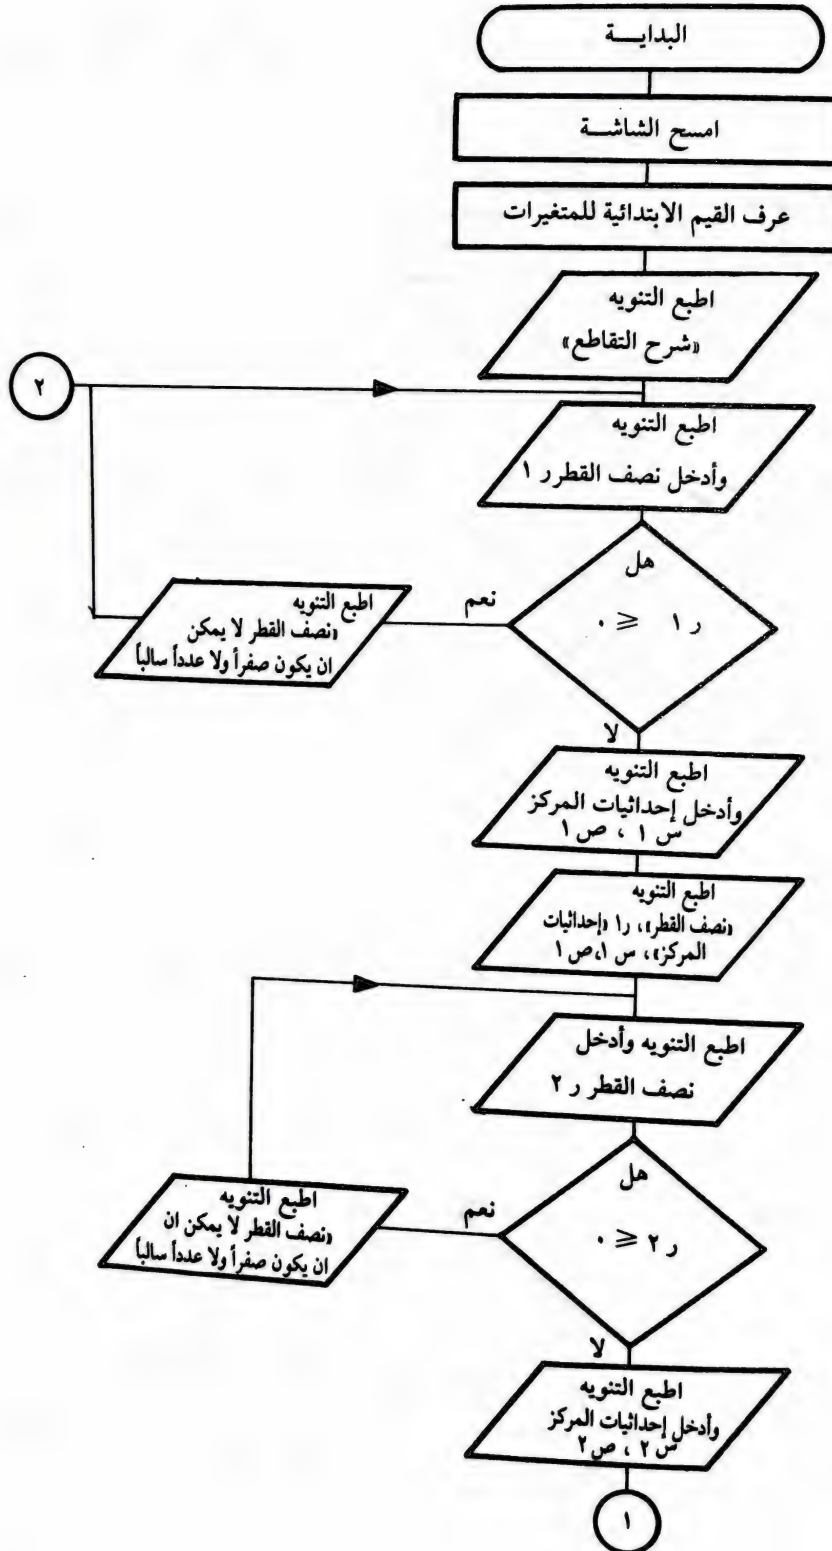 البدايـــة
امسح الشاشـــة
عرف القيم الابتدائية للمتغيرات
اطبع التنويه
«شرح التقاطع»
٢
اطبع التنويه
وأدخل نصف القطر ر ١
هل
ر ١ ⩾ ٠
نعم
اطبع التنويه
«نصف القطر لا يمكن
ان يكون صفراً ولا عدداً سالباً
لا
اطبع التنويه
وأدخل إحداثيات المركز
س ١ ، ص ١
اطبع التنويه
«نصف القطر»، ر١ «إحداثيات
المركز»، س ١، ص ١
اطبع التنويه وأدخل
نصف القطر ر ٢
هل
ر ٢ ⩾ ٠
نعم
اطبع التنويه
«نصف القطر لا يمكن ان
ان يكون صفراً ولا عدداً سالباً
لا
اطبع التنويه
وأدخل إحداثيات المركز
س ٢ ، ص ٢
١